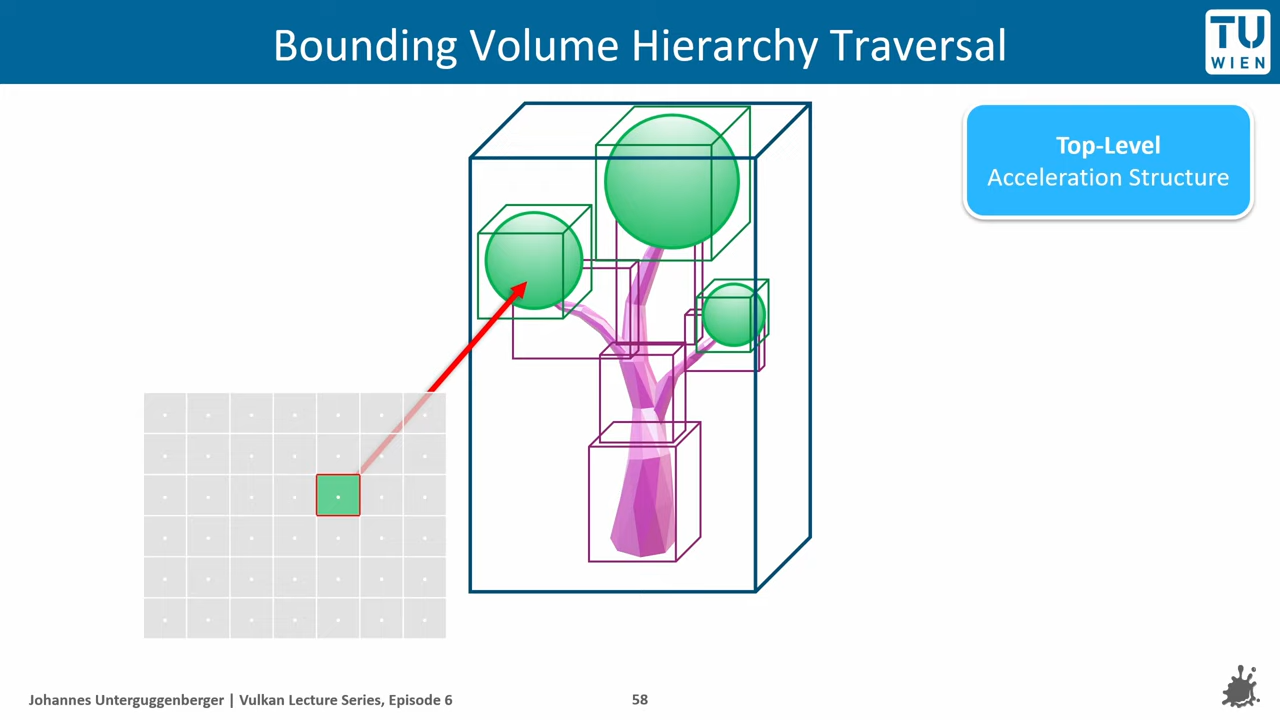 Bounding Volume Hierarchy Traversal
TU
WIEN
Top-Level
Acceleration Structure
Johannes Unterguggenberger | Vulkan Lecture Series, Episode 6
58